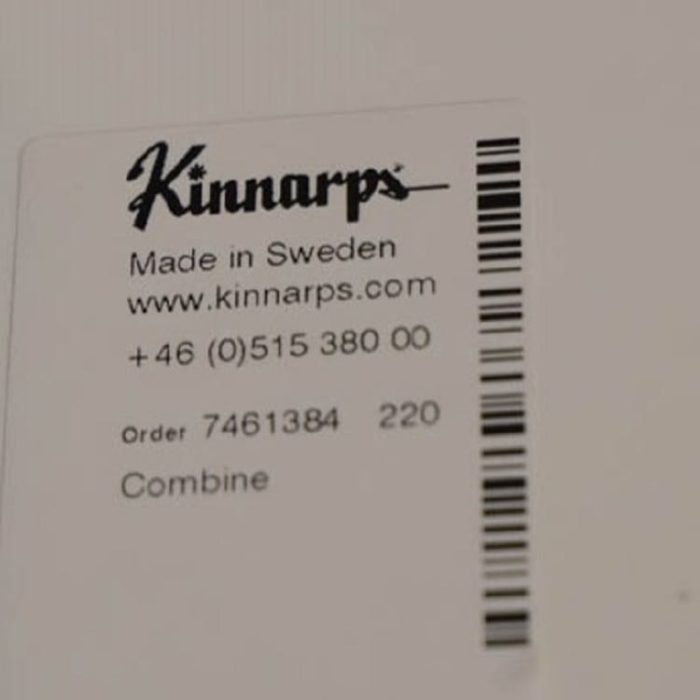 Kinnarps
Made in Sweden
www.kinnarps.com
+46 (0)515 380 00
Order 7461384 220
Combine